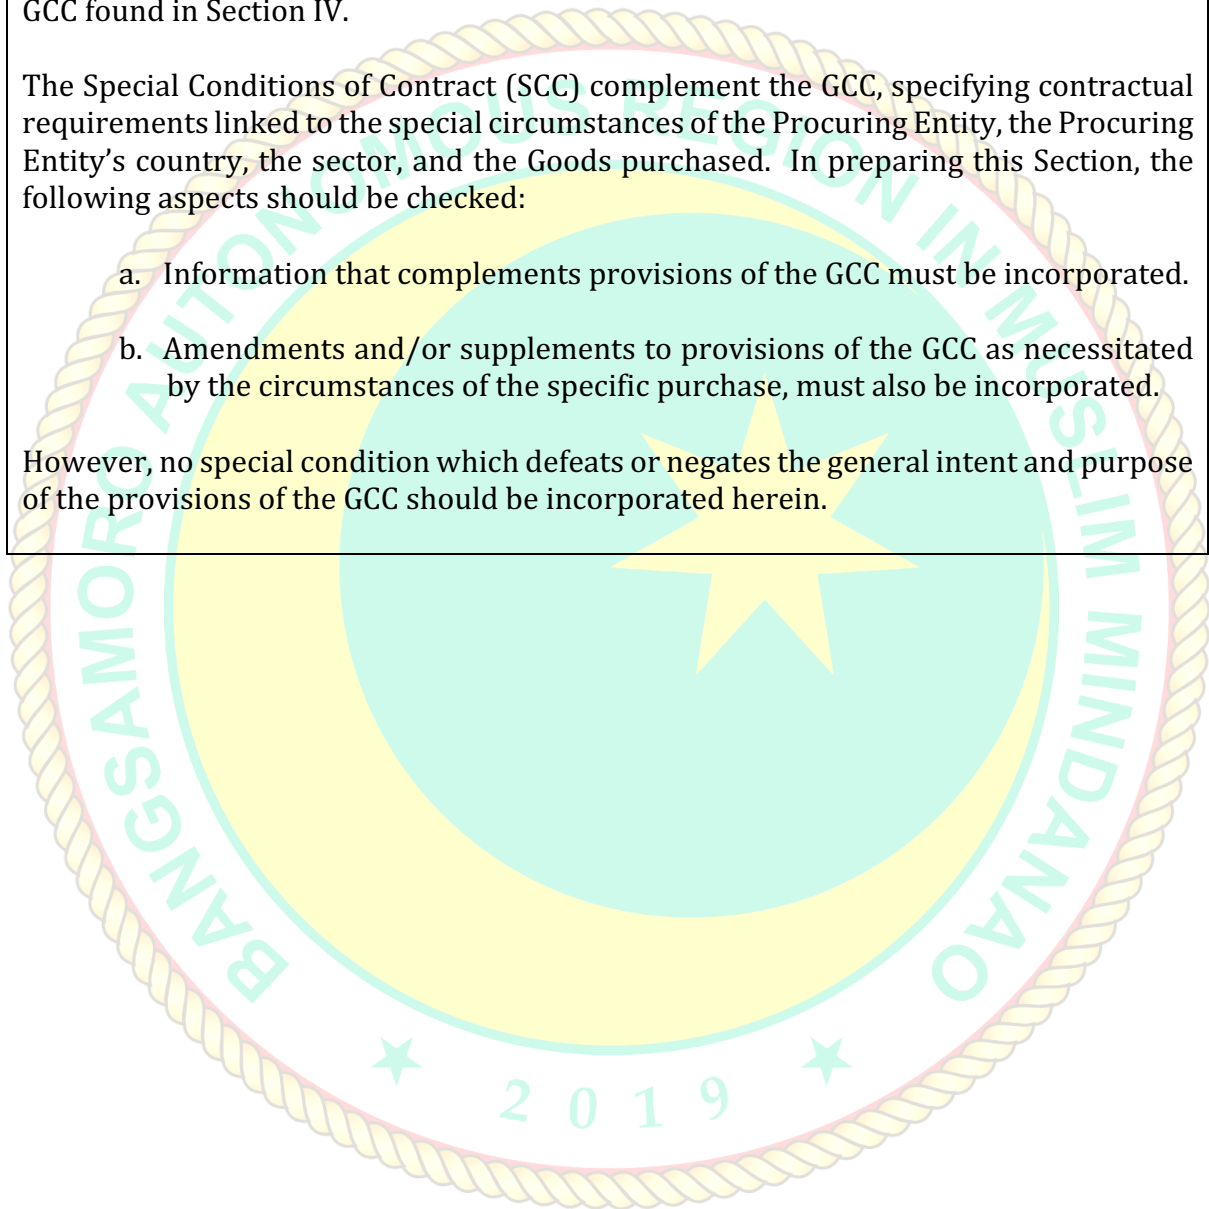 GCC found in Section IV.
The Special Conditions of Contract (SCC) complement the GCC, specifying contractual
requirements linked to the special circumstances of the Procuring Entity, the Procuring
Entity’s country, the sector, and the Goods purchased. In preparing this Section, the
following aspects should be checked:
a. Information that complements provisions of the GCC must be incorporated.
b. Amendments and/or supplements to provisions of the GCC as necessitated
by the circumstances of the specific purchase, must also be incorporated.
However, no special condition which defeats or negates the general intent and purpose
of the provisions of the GCC should be incorporated herein.
BANGSAMORO AUTONOMOUS REGION IN MUSLIM MINDANAO
2019